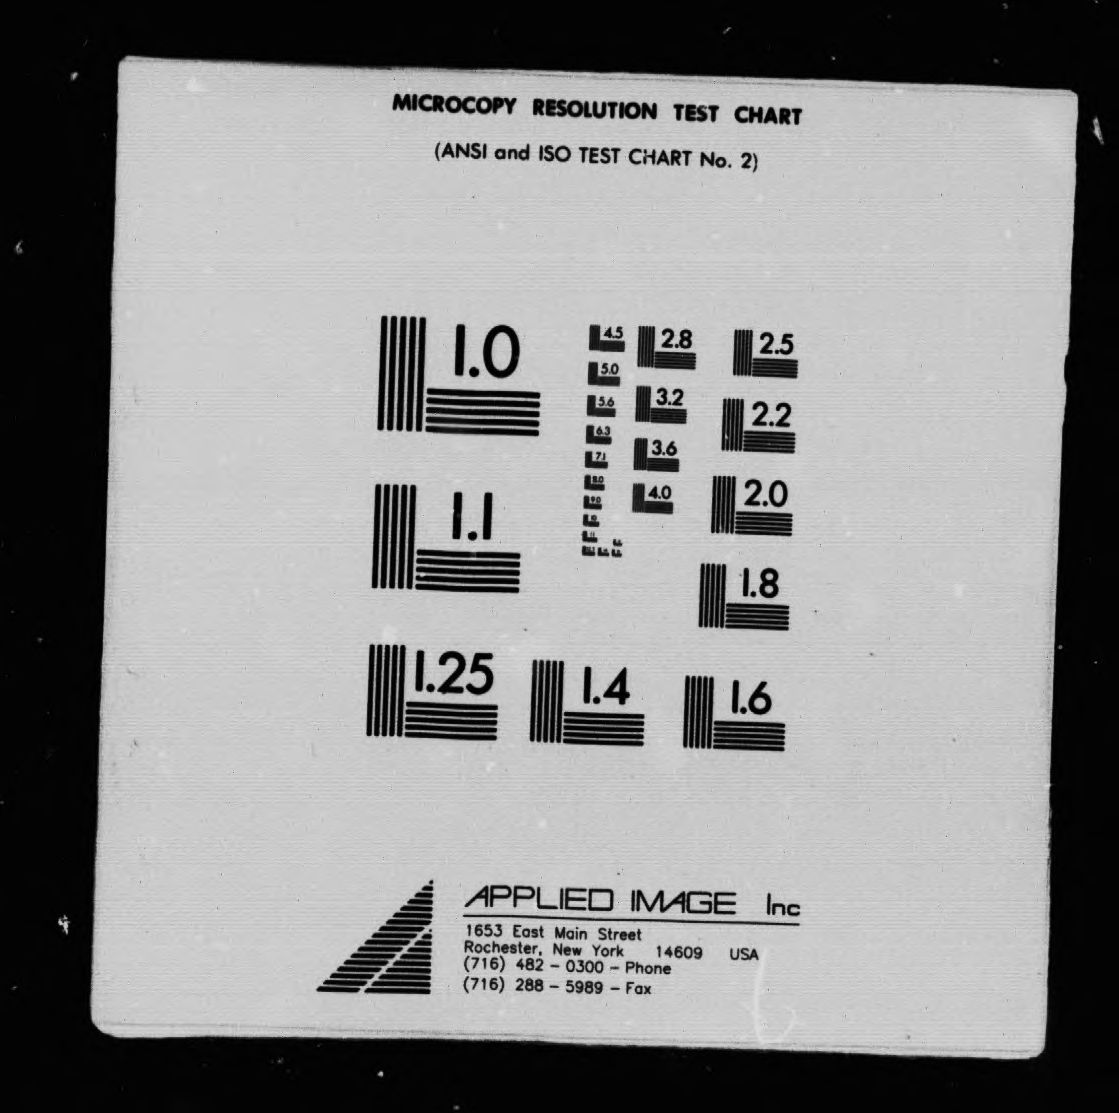 MICROCOPY RESOLUTION TEST CHART
(ANSI and ISO TEST CHART No. 2)
1.0
4.5
2.8
2.5
5.0
3.2
2.2
5.6
6.3
3.6
7.1
8.0
4.0
2.0
9.0
1.1
1.8
1.25
1.4
1.6
APPLIED IMAGE Inc
1653 East Main Street
Rochester, New York 14609 USA
(716) 482 - 0300 - Phone
(716) 288 - 5989 - Fax